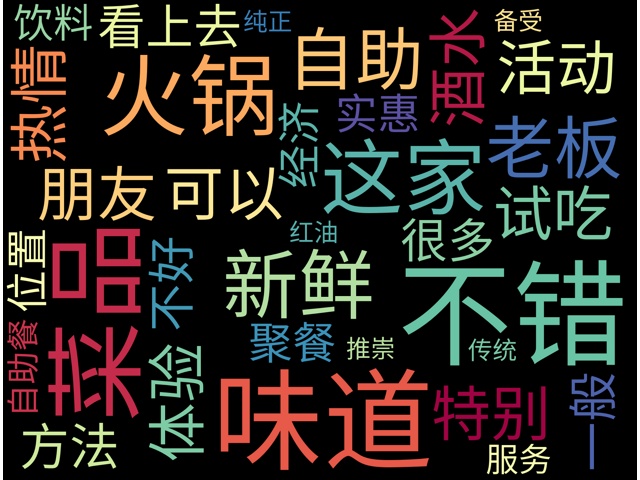 饮料
看上去
纯正
自助
酒水
备受
活动
热情
火锅
实惠
经济
老板
朋友
可以
这家
试吃
位置
菜品
不好
红油
很多
新鲜
不错
聚餐
推崇
传统
自助餐
体验
味道
特别
一般
方法
服务